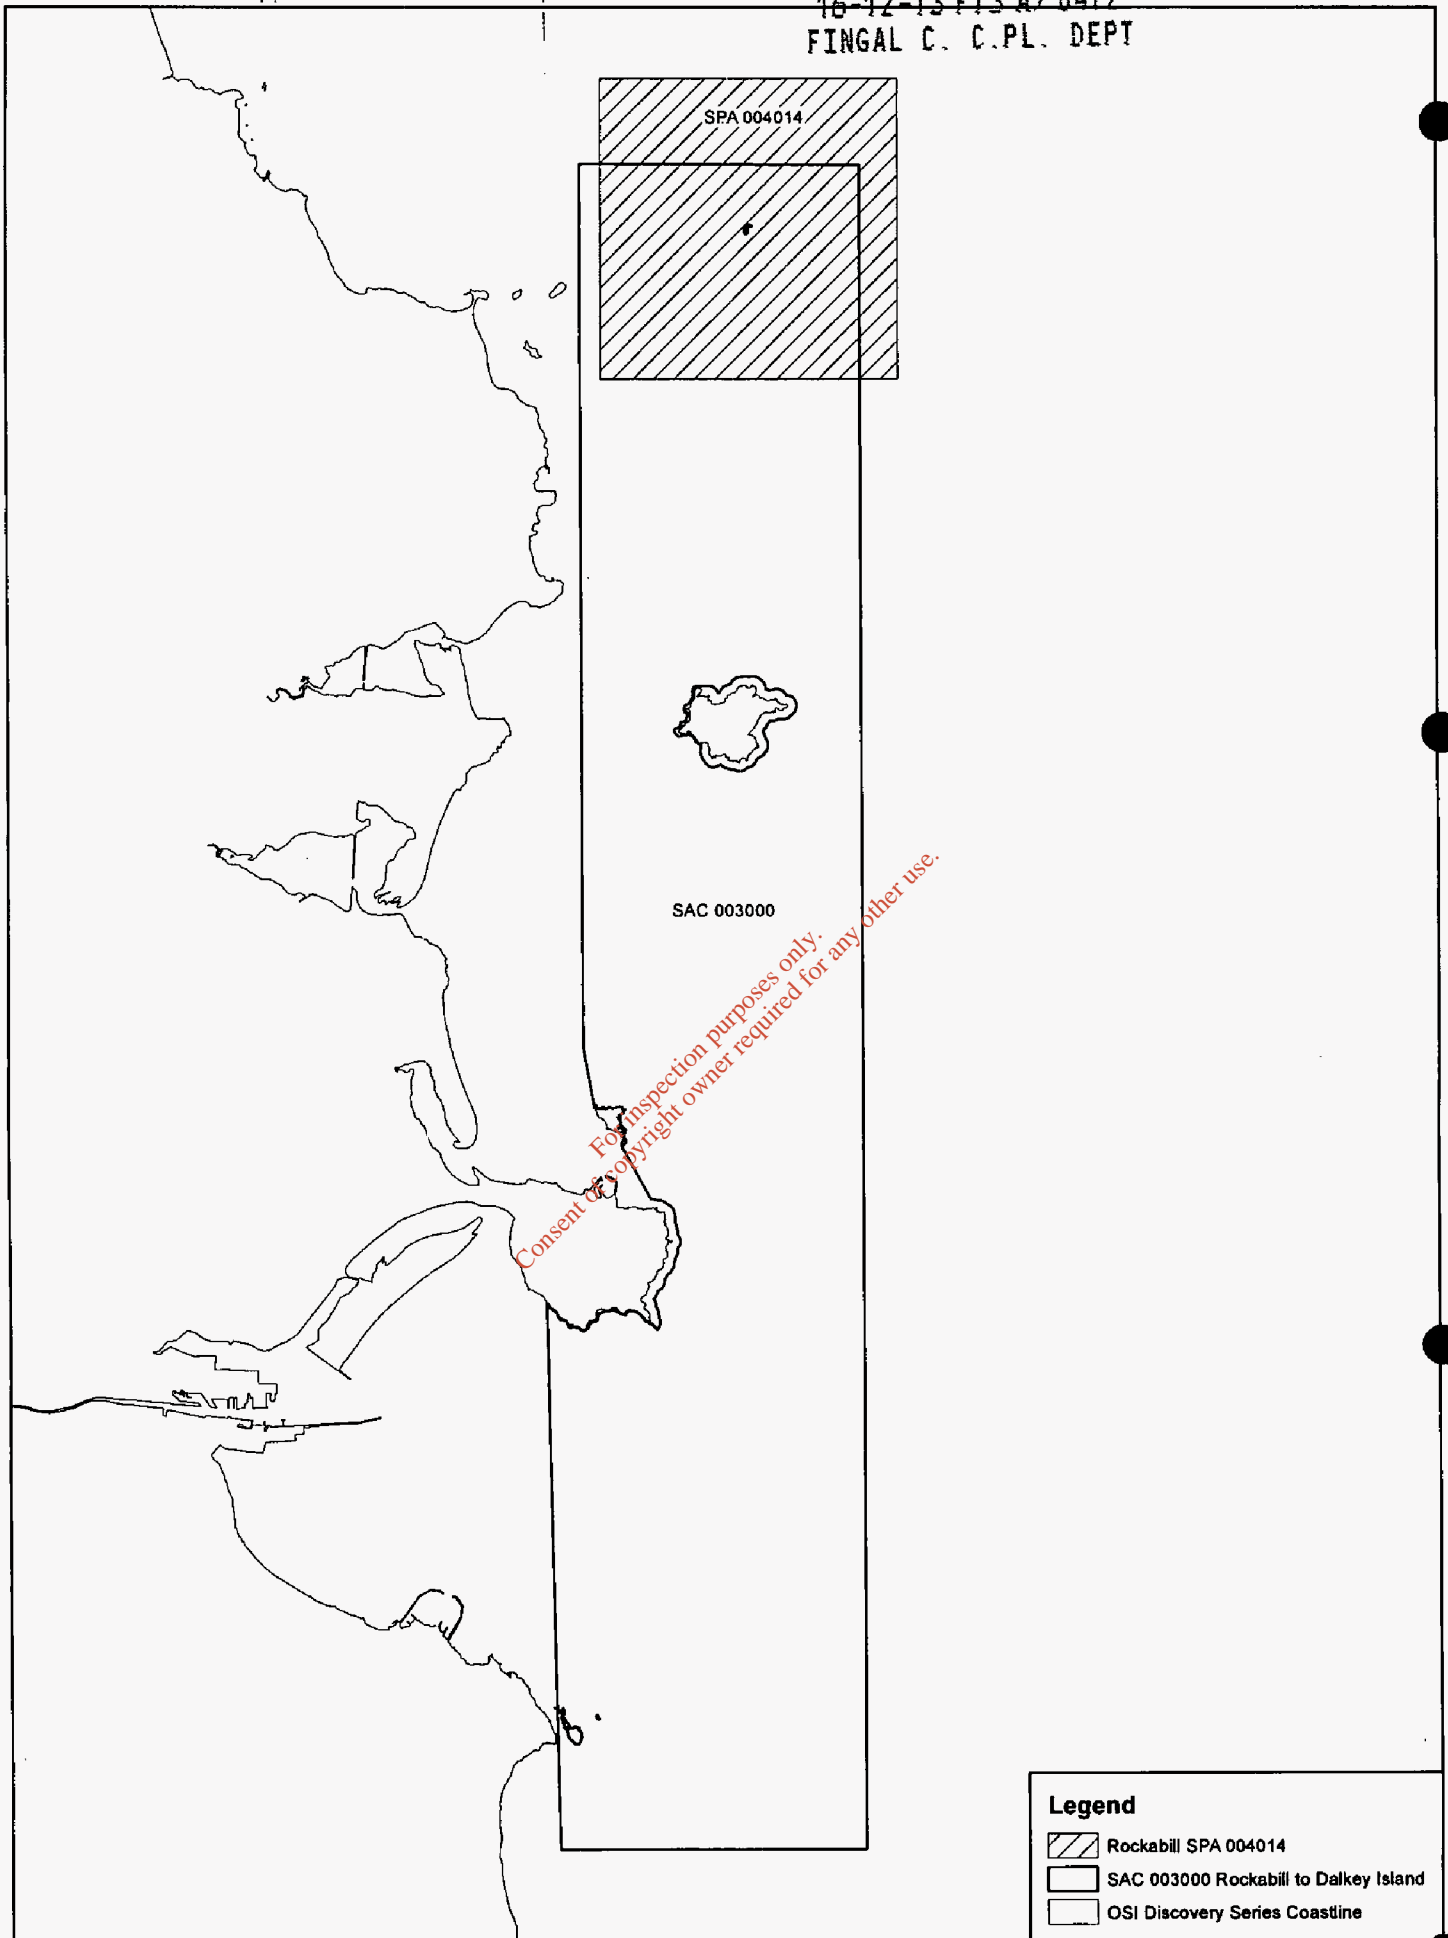 FINGAL C. C.PL. DEPT
SPA 004014
SAC 003000
For inspection purposes only.
Consent of copyright owner required for any other use.
Legend
Rockabill SPA 004014
SAC 003000 Rockabill to Dalkey Island
OSI Discovery Series Coastline